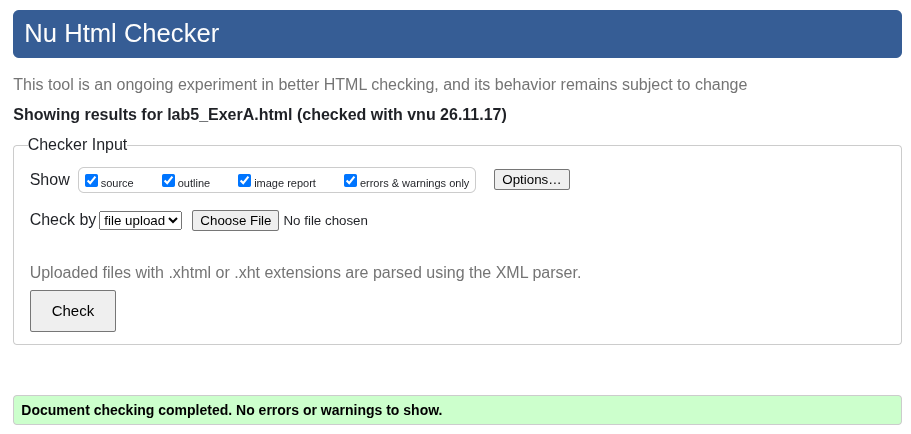 Nu Html Checker
This tool is an ongoing experiment in better HTML checking, and its behavior remains subject to change
Showing results for lab5_ExerA.html (checked with vnu 26.11.17)
Checker Input
Show source outline image report errors & warnings only Options…
Check by file upload Choose File No file chosen
Uploaded files with .xhtml or .xht extensions are parsed using the XML parser.
Check
Document checking completed. No errors or warnings to show.